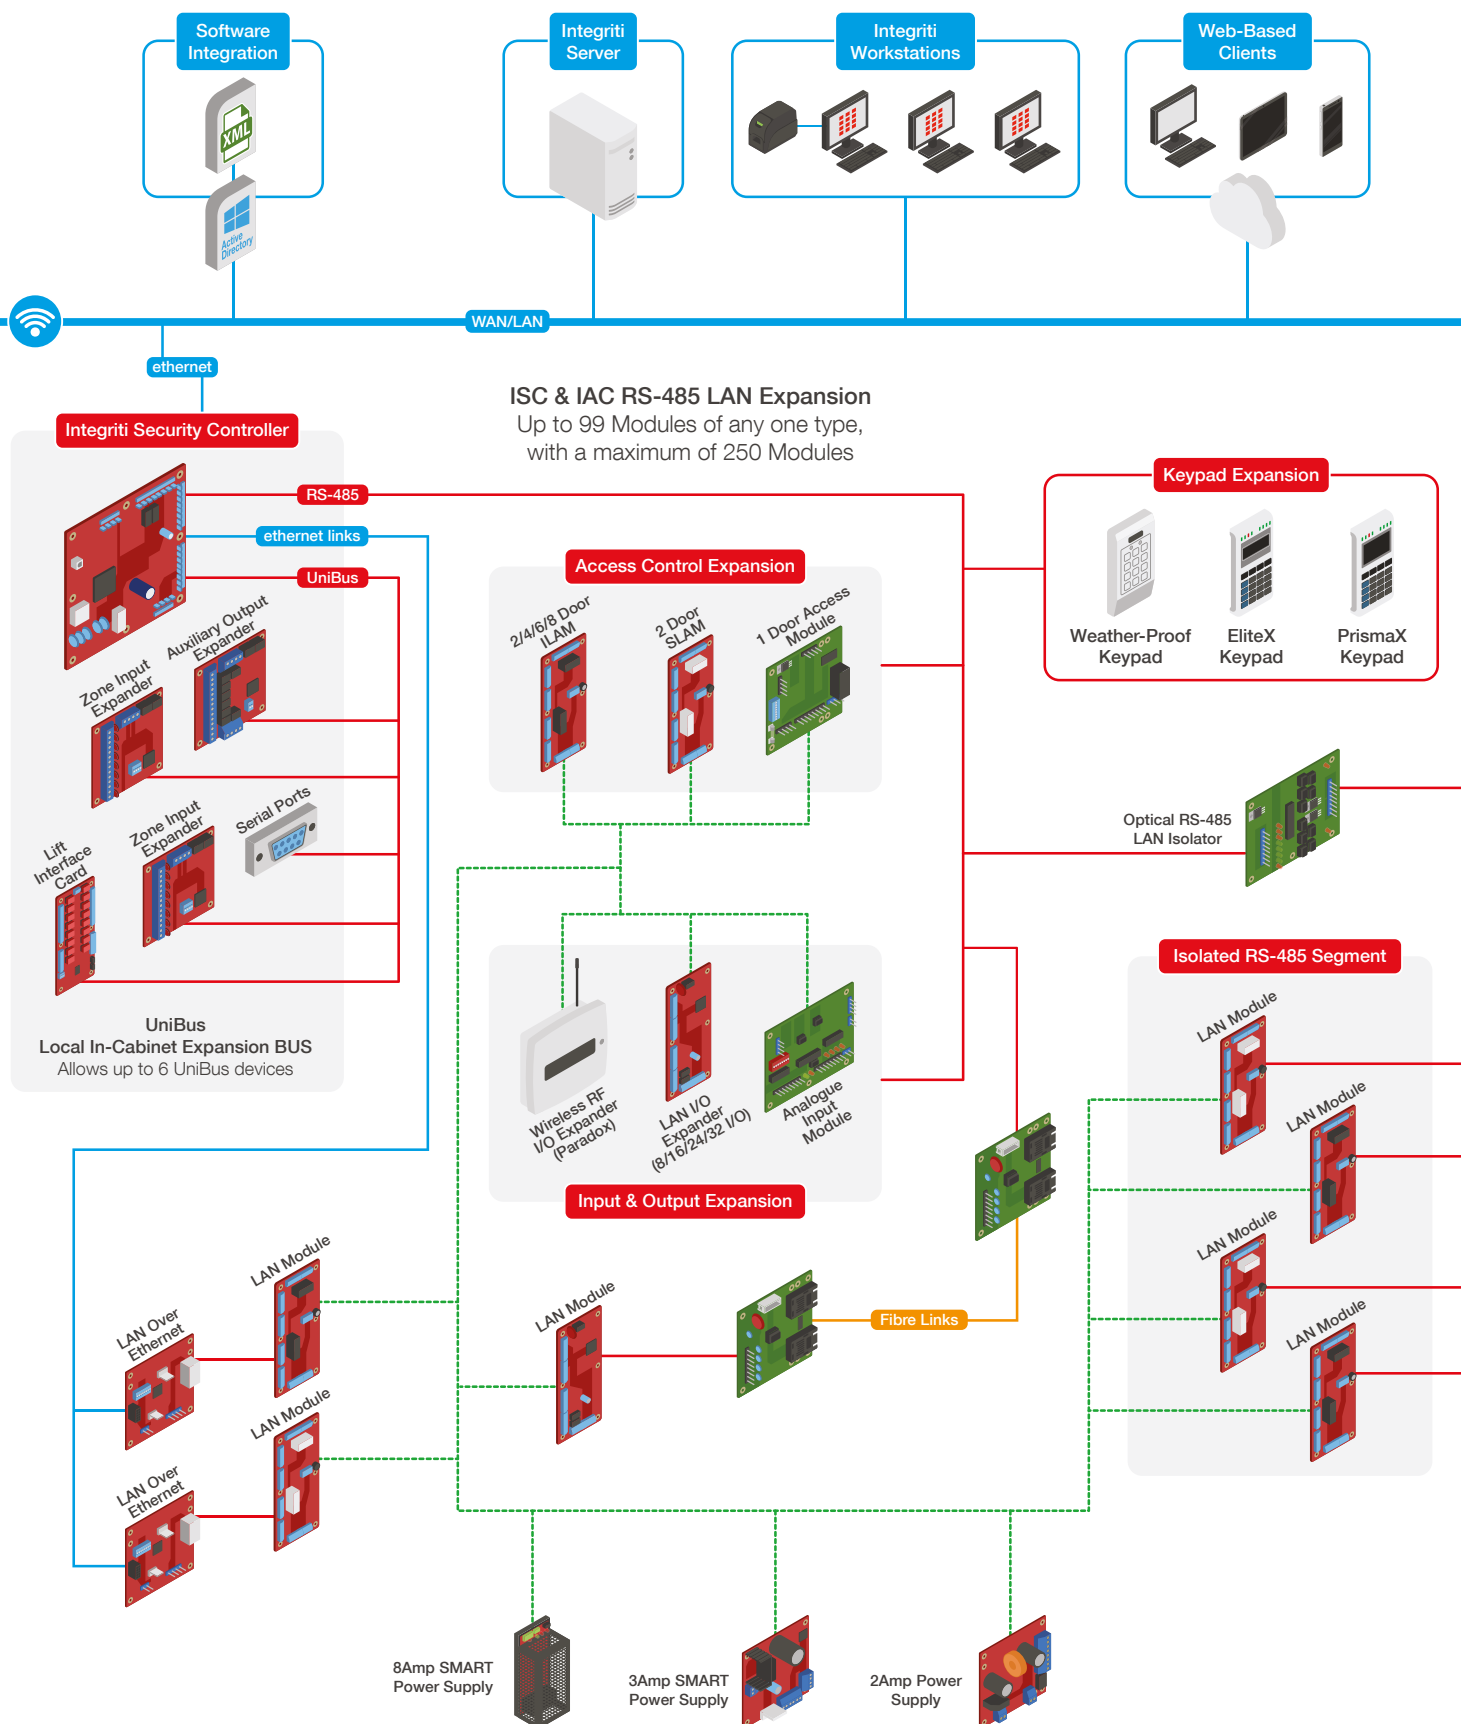 Software
Integration
Integriti
Server
Integriti
Workstations
Web-Based
Clients
XML
Active
Directory
WAN/LAN
ethernet
ISC & IAC RS-485 LAN Expansion
Up to 99 Modules of any one type,
with a maximum of 250 Modules
Integriti Security Controller
RS-485
ethernet links
UniBus
Auxiliary Output
Expander
Zone Input
Expander
Serial Ports
Zone Input
Expander
Lift
Interface
Card
UniBus
Local In-Cabinet Expansion BUS
Allows up to 6 UniBus devices
Keypad Expansion
Weather-Proof
Keypad
EliteX
Keypad
PrismaX
Keypad
Access Control Expansion
2/4/6/8 Door
ILAM
2 Door
SLAM
1 Door Access
Module
Optical RS-485
LAN Isolator
Wireless RF
I/O Expander
(Paradox)
LAN I/O
Expander
(8/16/24/32 I/O)
Analogue
Input
Module
Input & Output Expansion
Isolated RS-485 Segment
LAN Module
LAN Module
LAN Module
LAN Module
LAN Module
LAN Over
Ethernet
LAN Module
LAN Over
Ethernet
LAN Module
Fibre Links
8Amp SMART
Power Supply
3Amp SMART
Power Supply
2Amp Power
Supply